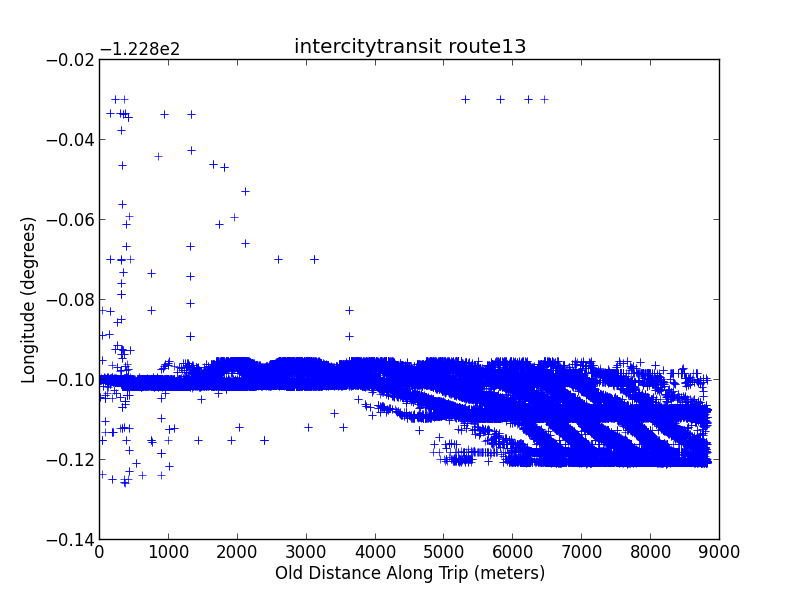 intercitytransit route13
−1.228e2
−0.02
−0.04
−0.06
−0.08
−0.10
−0.12
−0.14
Longitude (degrees)
0 1000 2000 3000 4000 5000 6000 7000 8000 9000
Old Distance Along Trip (meters)